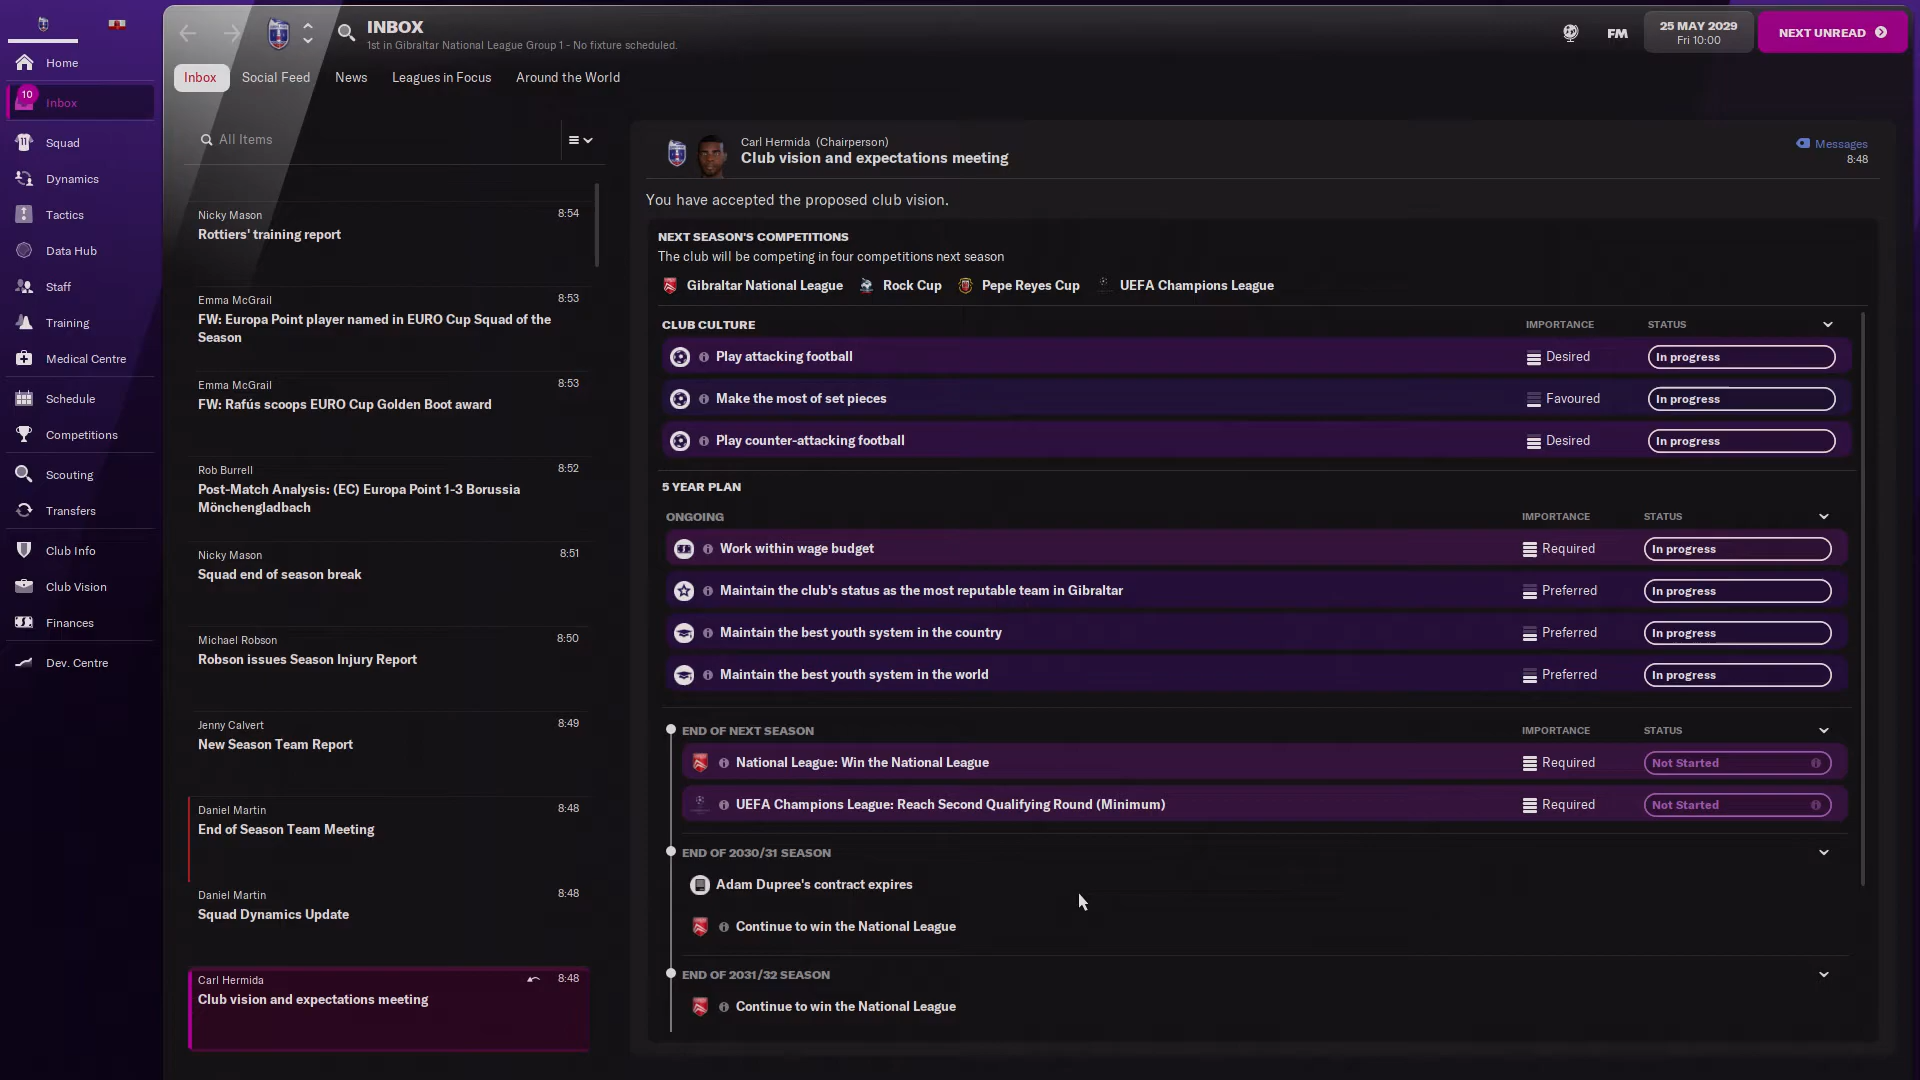 INBOX
1st in Gibraltar National League Group 1 - No fixture scheduled.
FM
25 MAY 2029
Fri 10:00
NEXT UNREAD
Inbox
Social Feed
News
Leagues in Focus
Around the World
Home
10
Inbox
11
Squad
Dynamics
Tactics
Data Hub
Staff
Training
Medical Centre
Schedule
Competitions
Scouting
Transfers
Club Info
Club Vision
Finances
Dev. Centre
All Items
Nicky Mason 8:54
Rottiers' training report
Emma McGrail 8:53
FW: Europa Point player named in EURO Cup Squad of the
Season
Emma McGrail 8:53
FW: Rafús scoops EURO Cup Golden Boot award
Rob Burrell 8:52
Post-Match Analysis: (EC) Europa Point 1-3 Borussia
Mönchengladbach
Nicky Mason 8:51
Squad end of season break
Michael Robson 8:50
Robson issues Season Injury Report
Jenny Calvert 8:49
New Season Team Report
Daniel Martin 8:48
End of Season Team Meeting
Daniel Martin 8:48
Squad Dynamics Update
Carl Hermida 8:48
Club vision and expectations meeting
Carl Hermida (Chairperson)
Club vision and expectations meeting
Messages
8:48
You have accepted the proposed club vision.
NEXT SEASON'S COMPETITIONS
The club will be competing in four competitions next season
Gibraltar National League Rock Cup Pepe Reyes Cup UEFA Champions League
CLUB CULTURE IMPORTANCE STATUS
Play attacking football Desired In progress
Make the most of set pieces Favoured In progress
Play counter-attacking football Desired In progress
5 YEAR PLAN
ONGOING IMPORTANCE STATUS
Work within wage budget Required In progress
Maintain the club's status as the most reputable team in Gibraltar Preferred In progress
Maintain the best youth system in the country Preferred In progress
Maintain the best youth system in the world Preferred In progress
END OF NEXT SEASON IMPORTANCE STATUS
National League: Win the National League Required Not Started
UEFA Champions League: Reach Second Qualifying Round (Minimum) Required Not Started
END OF 2030/31 SEASON
Adam Dupree's contract expires
Continue to win the National League
END OF 2031/32 SEASON
Continue to win the National League